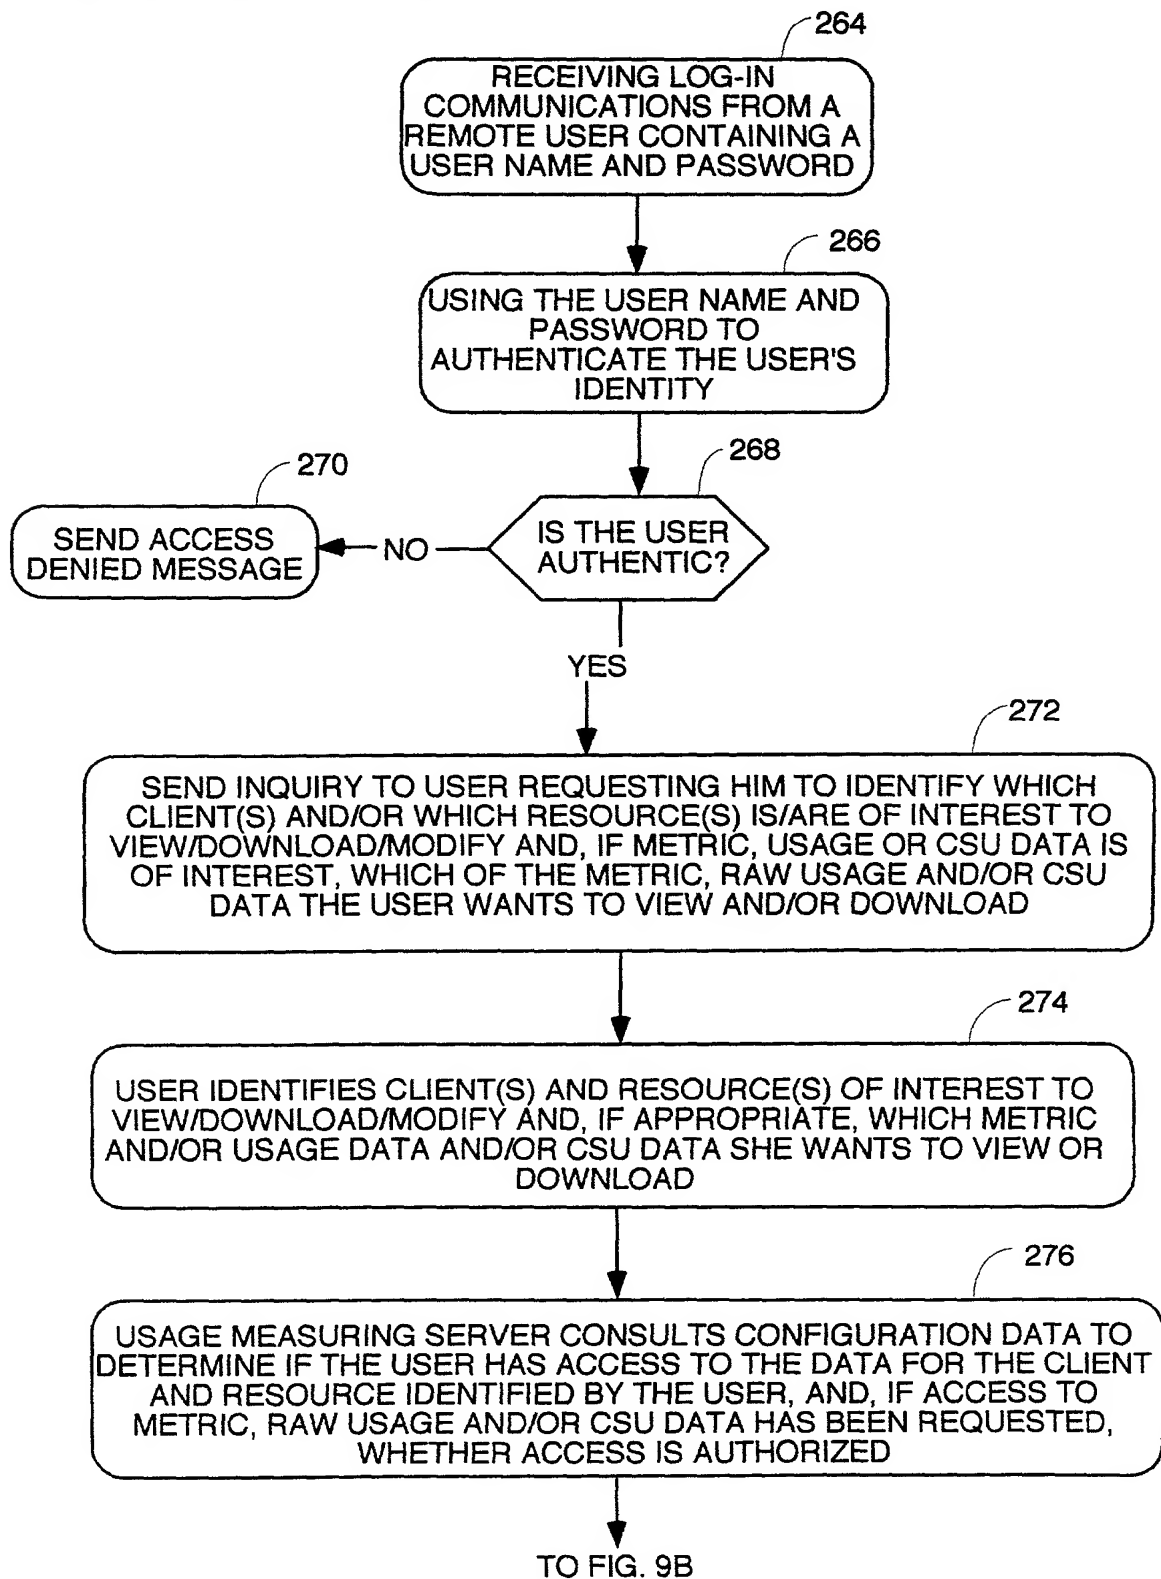 264
RECEIVING LOG-IN
COMMUNICATIONS FROM A
REMOTE USER CONTAINING A
USER NAME AND PASSWORD
266
USING THE USER NAME AND
PASSWORD TO
AUTHENTICATE THE USER'S
IDENTITY
268
IS THE USER
AUTHENTIC?
270
NO
SEND ACCESS
DENIED MESSAGE
YES
272
SEND INQUIRY TO USER REQUESTING HIM TO IDENTIFY WHICH
CLIENT(S) AND/OR WHICH RESOURCE(S) IS/ARE OF INTEREST TO
VIEW/DOWNLOAD/MODIFY AND, IF METRIC, USAGE OR CSU DATA IS
OF INTEREST, WHICH OF THE METRIC, RAW USAGE AND/OR CSU
DATA THE USER WANTS TO VIEW AND/OR DOWNLOAD
274
USER IDENTIFIES CLIENT(S) AND RESOURCE(S) OF INTEREST TO
VIEW/DOWNLOAD/MODIFY AND, IF APPROPRIATE, WHICH METRIC
AND/OR USAGE DATA AND/OR CSU DATA SHE WANTS TO VIEW OR
DOWNLOAD
276
USAGE MEASURING SERVER CONSULTS CONFIGURATION DATA TO
DETERMINE IF THE USER HAS ACCESS TO THE DATA FOR THE CLIENT
AND RESOURCE IDENTIFIED BY THE USER, AND, IF ACCESS TO
METRIC, RAW USAGE AND/OR CSU DATA HAS BEEN REQUESTED,
WHETHER ACCESS IS AUTHORIZED
TO FIG. 9B